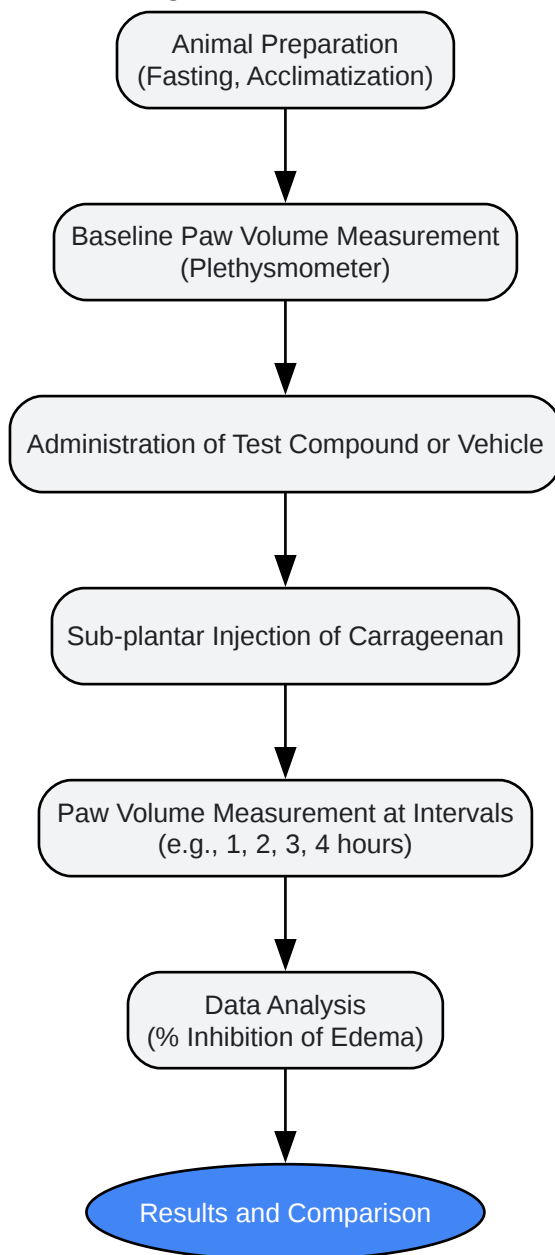 Animal Preparation
(Fasting, Acclimatization)
Baseline Paw Volume Measurement
(Plethysmometer)
Administration of Test Compound or Vehicle
Sub-plantar Injection of Carrageenan
Paw Volume Measurement at Intervals
(e.g., 1, 2, 3, 4 hours)
Data Analysis
(% Inhibition of Edema)
Results and Comparison